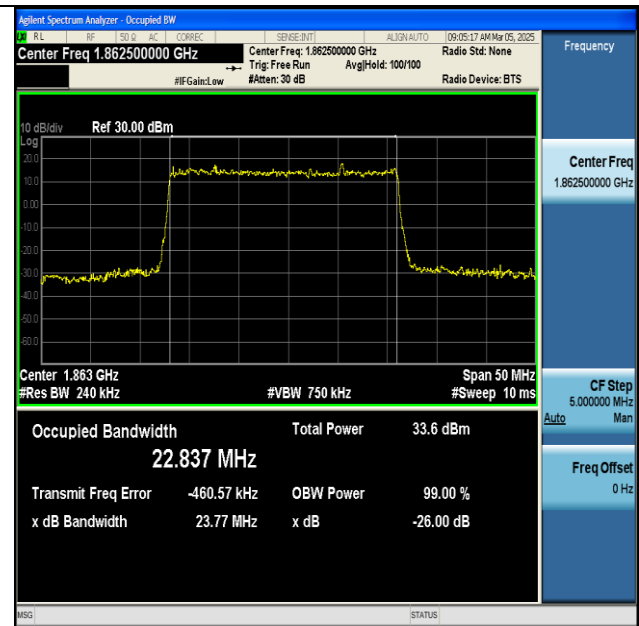 Agilent Spectrum Analyzer - Occupied BW
RL RF 50 Ω AC CORREC SENSE:INT ALIGN AUTO 09:05:17 AM Mar 05, 2025
Center Freq 1.862500000 GHz Center Freq: 1.862500000 GHz Radio Std: None
Trig: Free Run Avg|Hold: 100/100
#IFGain:Low #Atten: 30 dB Radio Device: BTS
Frequency
10 dB/div Ref 30.00 dBm
Log
20.0
10.0
0.00
-10.0
-20.0
-30.0
-40.0
-50.0
-60.0
Center 1.863 GHz Span 50 MHz
#Res BW 240 kHz #VBW 750 kHz #Sweep 10 ms
Occupied Bandwidth Total Power 33.6 dBm
22.837 MHz
Transmit Freq Error -460.57 kHz OBW Power 99.00 %
x dB Bandwidth 23.77 MHz x dB -26.00 dB
Center Freq
1.862500000 GHz
CF Step
5.000000 MHz
Auto Man
Freq Offset
0 Hz
MSG STATUS